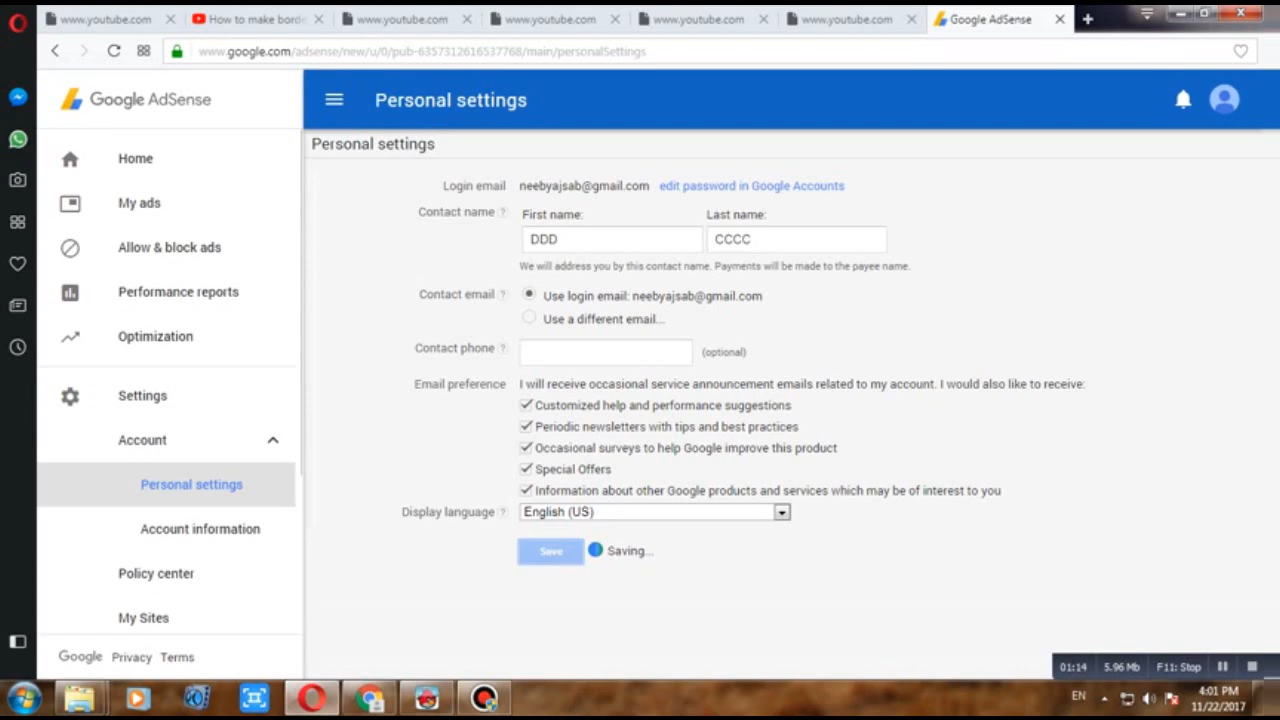 www.youtube.com
How to make borde
www.youtube.com
www.youtube.com
www.youtube.com
www.youtube.com
Google AdSense
www.google.com/adsense/new/u/0/pub-6357312616537768/main/personalSettings
Google AdSense
Personal settings
Home
My ads
Allow & block ads
Performance reports
Optimization
Settings
Account
Personal settings
Account information
Policy center
My Sites
Google Privacy Terms
Personal settings
Login email neebyajsab@gmail.com edit password in Google Accounts
Contact name ? First name: Last name:
DDD CCCC
We will address you by this contact name. Payments will be made to the payee name.
Contact email ? Use login email: neebyajsab@gmail.com
Use a different email...
Contact phone ? (optional)
Email preference I will receive occasional service announcement emails related to my account. I would also like to receive:
Customized help and performance suggestions
Periodic newsletters with tips and best practices
Occasional surveys to help Google improve this product
Special Offers
Information about other Google products and services which may be of interest to you
Display language ? English (US)
Save Saving...
01:14 5.96 Mb F11: Stop
EN 4:01 PM
11/22/2017